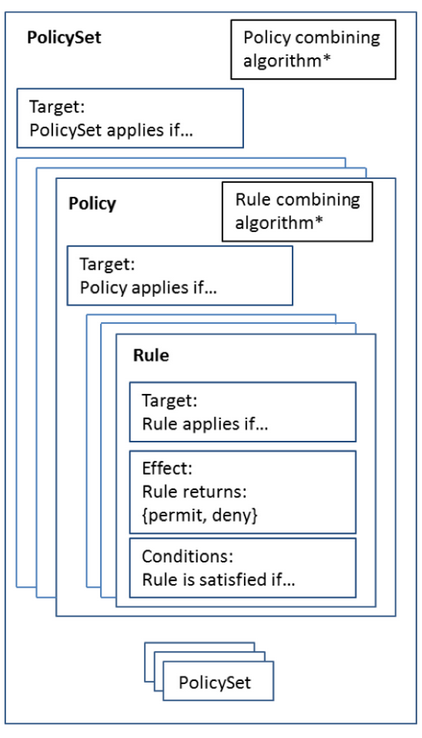 PolicySet
Policy combining
algorithm*
Target:
PolicySet applies if...
Policy
Rule combining
algorithm*
Target:
Policy applies if...
Rule
Target:
Rule applies if...
Effect:
Rule returns:
{permit, deny}
Conditions:
Rule is satisfied if...
PolicySet